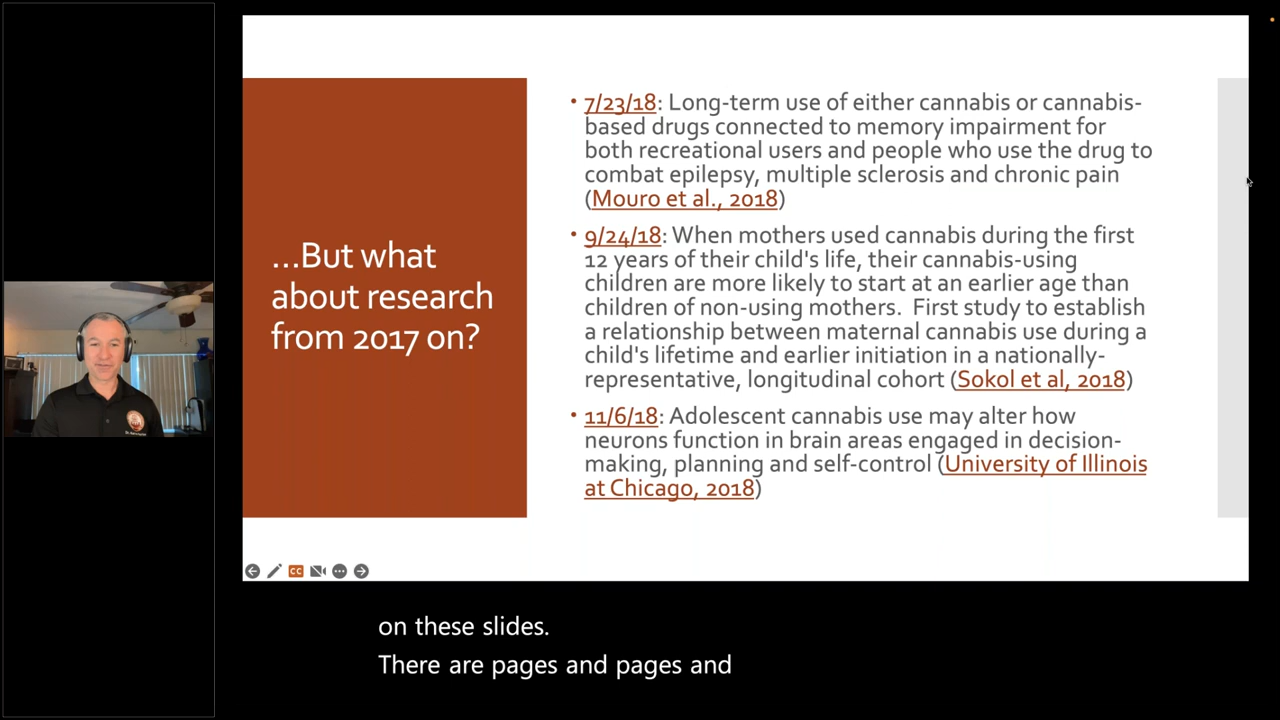 ...But what
about research
from 2017 on?
• 7/23/18: Long-term use of either cannabis or cannabis-
based drugs connected to memory impairment for
both recreational users and people who use the drug to
combat epilepsy, multiple sclerosis and chronic pain
(Mouro et al., 2018)
• 9/24/18: When mothers used cannabis during the first
12 years of their child's life, their cannabis-using
children are more likely to start at an earlier age than
children of non-using mothers.  First study to establish
a relationship between maternal cannabis use during a
child's lifetime and earlier initiation in a nationally-
representative, longitudinal cohort (Sokol et al, 2018)
• 11/6/18: Adolescent cannabis use may alter how
neurons function in brain areas engaged in decision-
making, planning and self-control (University of Illinois
at Chicago, 2018)
CC
on these slides.
There are pages and pages and